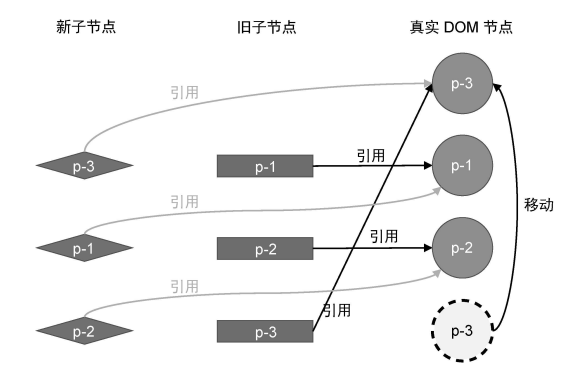 新子节点 旧子节点 真实 DOM 节点
引用 p-3
p-3 p-1 引用 p-1
引用 移动
p-1 p-2 引用 p-2
引用 引用
p-2 p-3 p-3